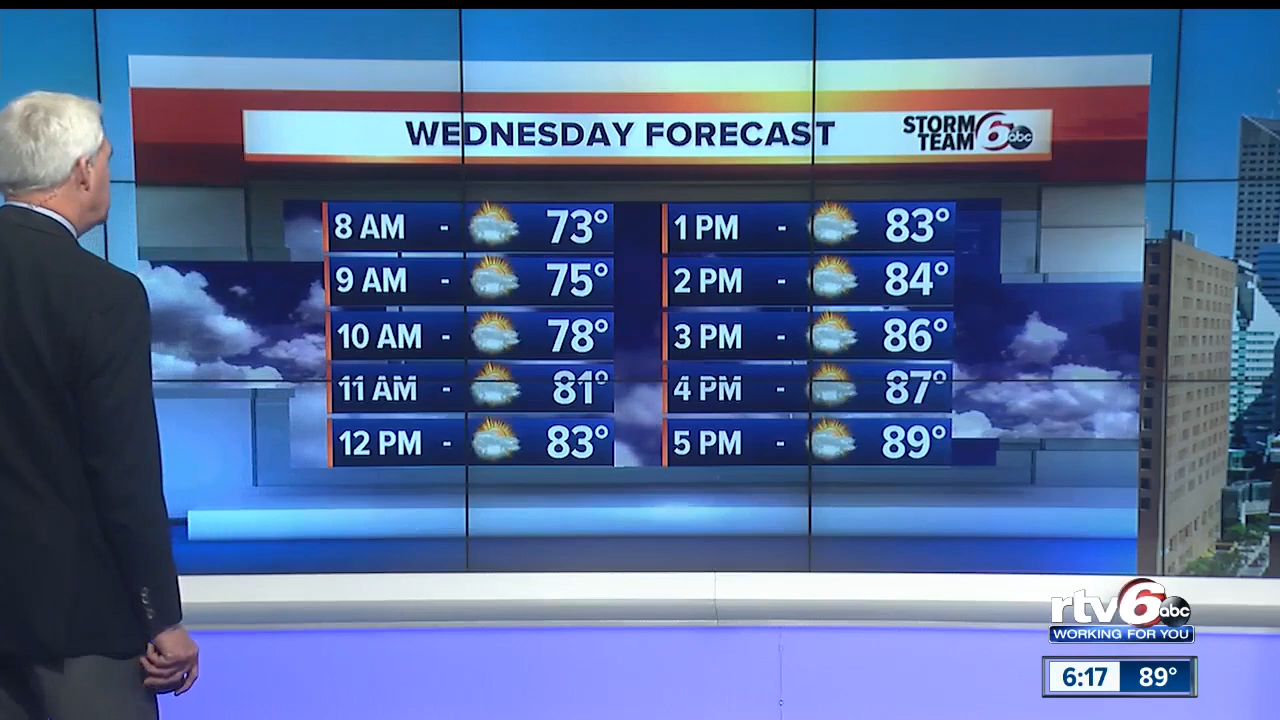 WEDNESDAY FORECAST
STORM TEAM 6 abc
8 AM - 73°
9 AM - 75°
10 AM - 78°
11 AM - 81°
12 PM - 83°
1 PM - 83°
2 PM - 84°
3 PM - 86°
4 PM - 87°
5 PM - 89°
rtv6 abc
WORKING FOR YOU
6:17 89°